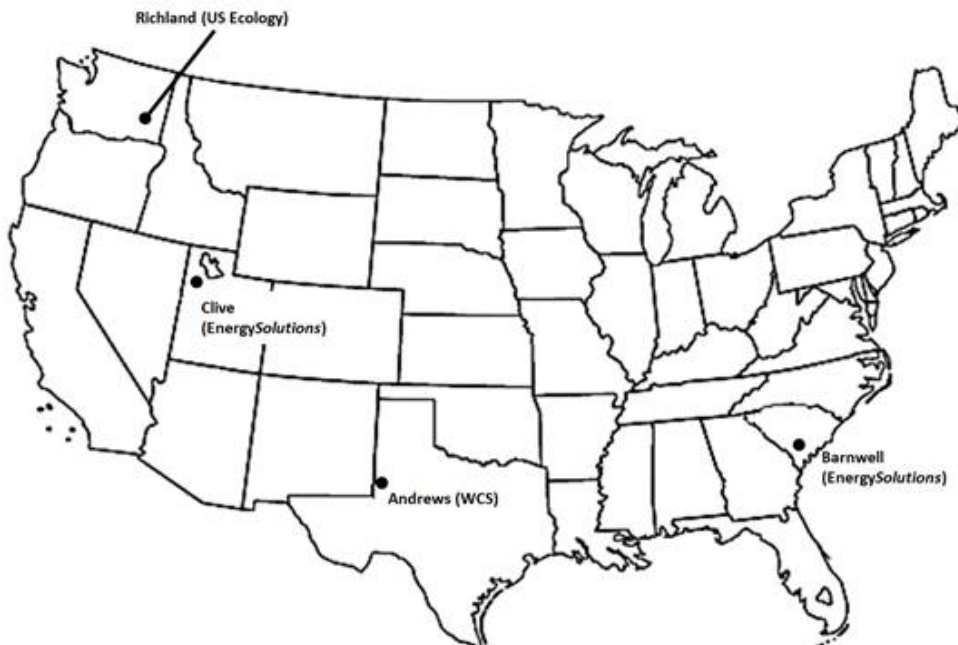 Richland (US Ecology)
Clive
(EnergySolutions)
Andrews (WCS)
Barnwell
(EnergySolutions)